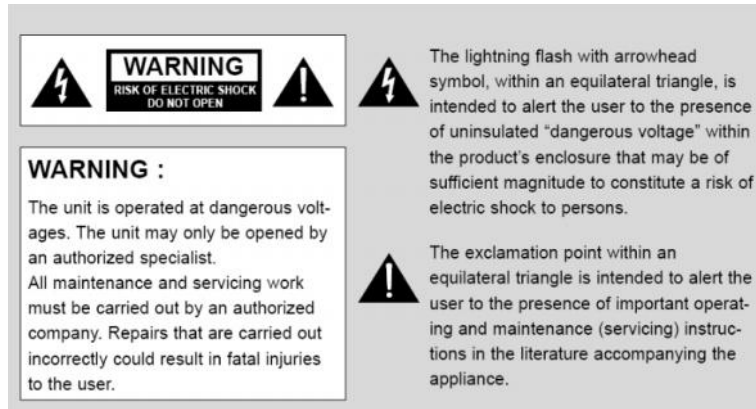 WARNING
RISK OF ELECTRIC SHOCK
DO NOT OPEN
WARNING :
The unit is operated at dangerous volt-
ages. The unit may only be opened by
an authorized specialist.
All maintenance and servicing work
must be carried out by an authorized
company. Repairs that are carried out
incorrectly could result in fatal injuries
to the user.
The lightning flash with arrowhead
symbol, within an equilateral triangle, is
intended to alert the user to the presence
of uninsulated “dangerous voltage” within
the product’s enclosure that may be of
sufficient magnitude to constitute a risk of
electric shock to persons.
The exclamation point within an
equilateral triangle is intended to alert the
user to the presence of important operat-
ing and maintenance (servicing) instruc-
tions in the literature accompanying the
appliance.